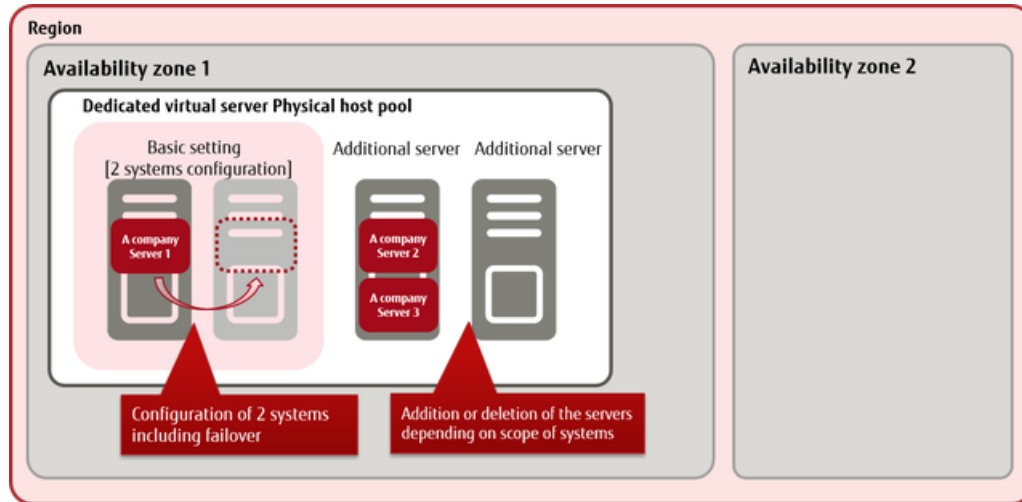 Region
Availability zone 1
Availability zone 2
Dedicated virtual server Physical host pool
Basic setting
[2 systems configuration]
Additional server
Additional server
A company
Server 1
A company
Server 2
A company
Server 3
Configuration of 2 systems
including failover
Addition or deletion of the servers
depending on scope of systems